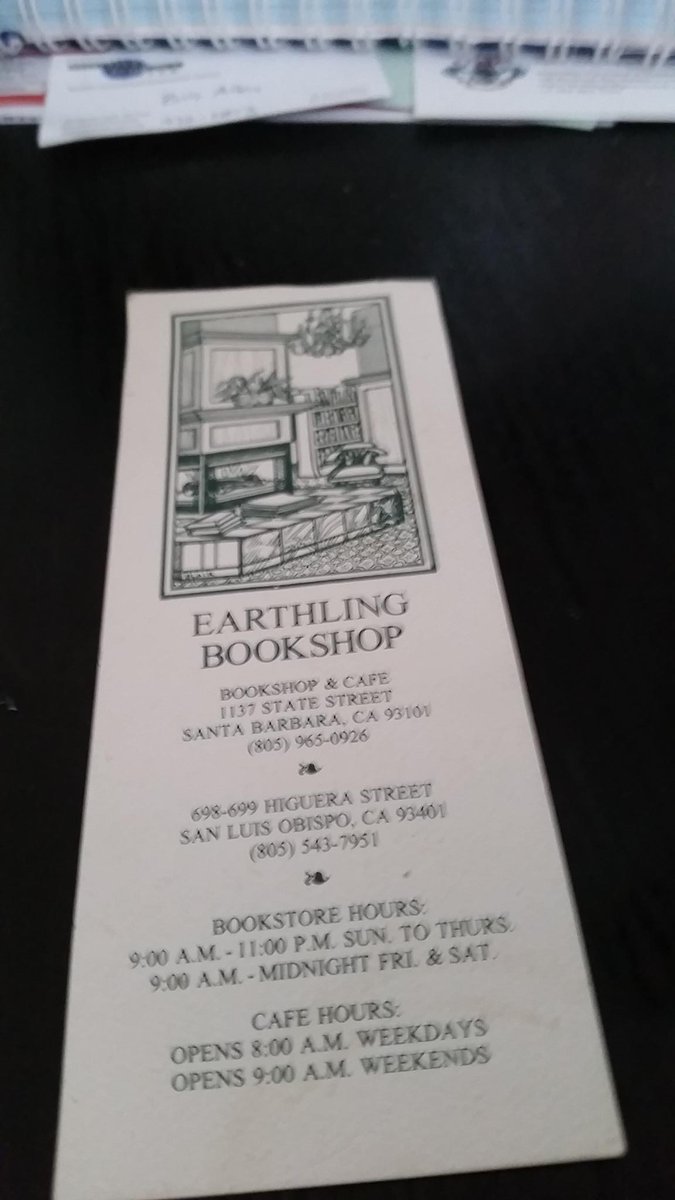 EARTHLING
BOOKSHOP
BOOKSHOP & CAFE
1137 STATE STREET
SANTA BARBARA, CA 93101
(805) 965-0926
698-699 HIGUERA STREET
SAN LUIS OBISPO, CA 93401
(805) 543-7951
BOOKSTORE HOURS:
9:00 A.M. - 11:00 P.M. SUN. TO THURS.
9:00 A.M. - MIDNIGHT FRI. & SAT.
CAFE HOURS:
OPENS 8:00 A.M. WEEKDAYS
OPENS 9:00 A.M. WEEKENDS